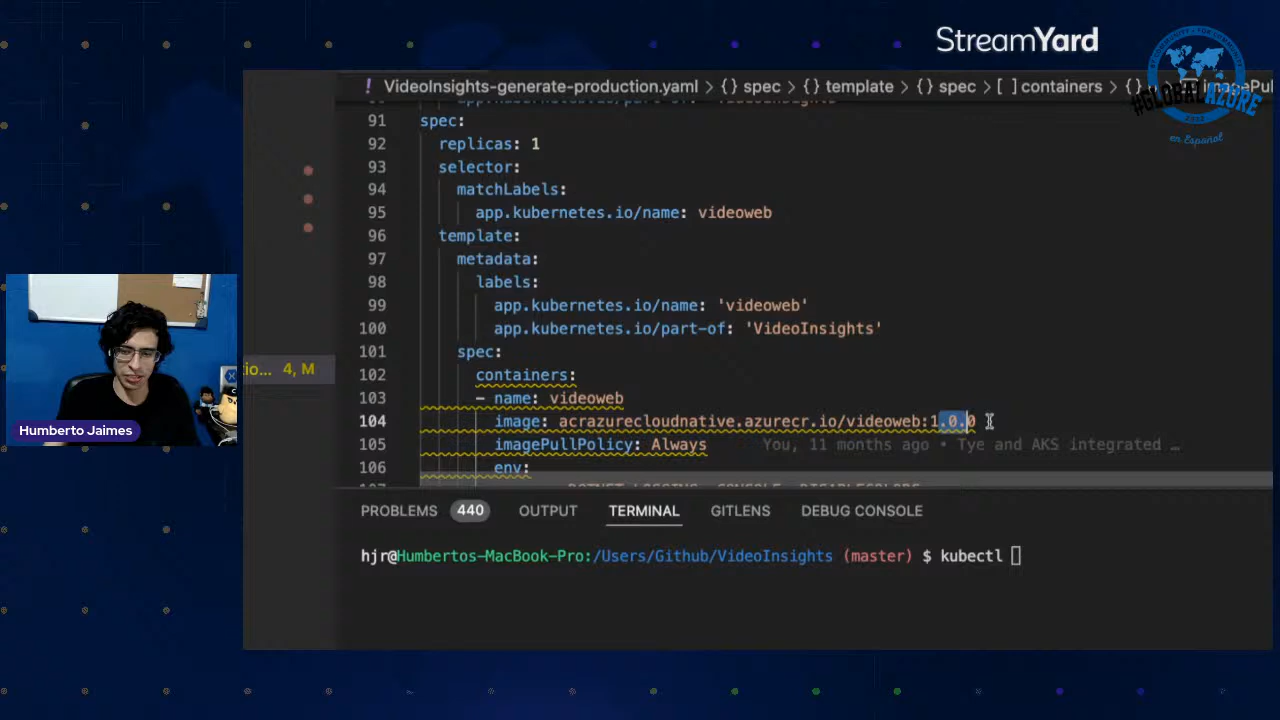 StreamYard
#GLOBALAZURE
en Español
VideoInsights-generate-production.yaml > {} spec > {} template > {} spec > [ ] containers > {}
91 spec:
92 replicas: 1
93 selector:
94 matchLabels:
95 app.kubernetes.io/name: videoweb
96 template:
97 metadata:
98 labels:
99 app.kubernetes.io/name: 'videoweb'
100 app.kubernetes.io/part-of: 'VideoInsights'
101 spec:
102 containers:
103 - name: videoweb
104 image: acrazurecloudnative.azurecr.io/videoweb:1.0.0
105 imagePullPolicy: Always You, 11 months ago • Tye and AKS integrated …
106 env:
4, M
Humberto Jaimes
PROBLEMS 440 OUTPUT TERMINAL GITLENS DEBUG CONSOLE
hjr@Humbertos-MacBook-Pro:/Users/Github/VideoInsights (master) $ kubectl